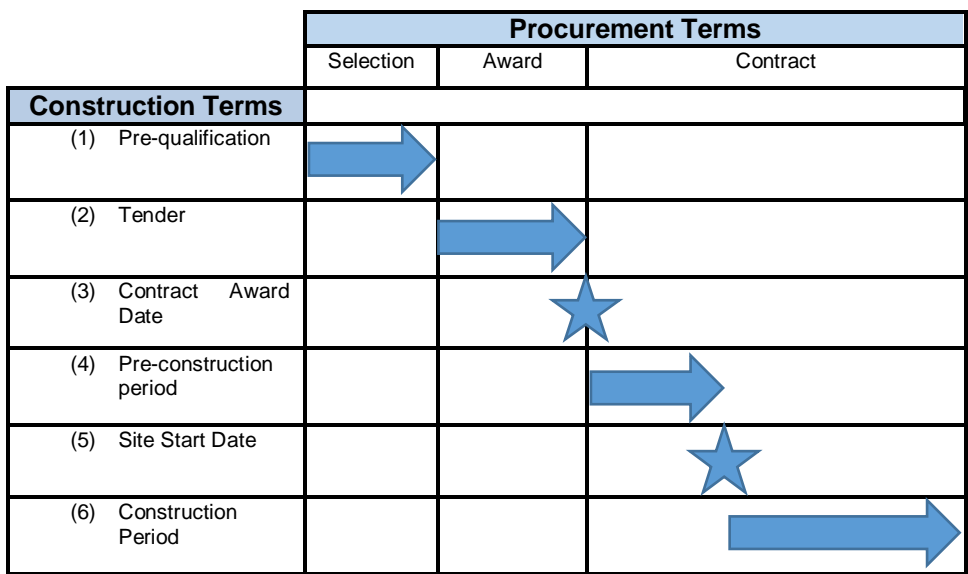 Procurement Terms
Selection Award Contract
Construction Terms
(1) Pre-qualification
(2) Tender
(3) Contract Award
Date
(4) Pre-construction
period
(5) Site Start Date
(6) Construction
Period